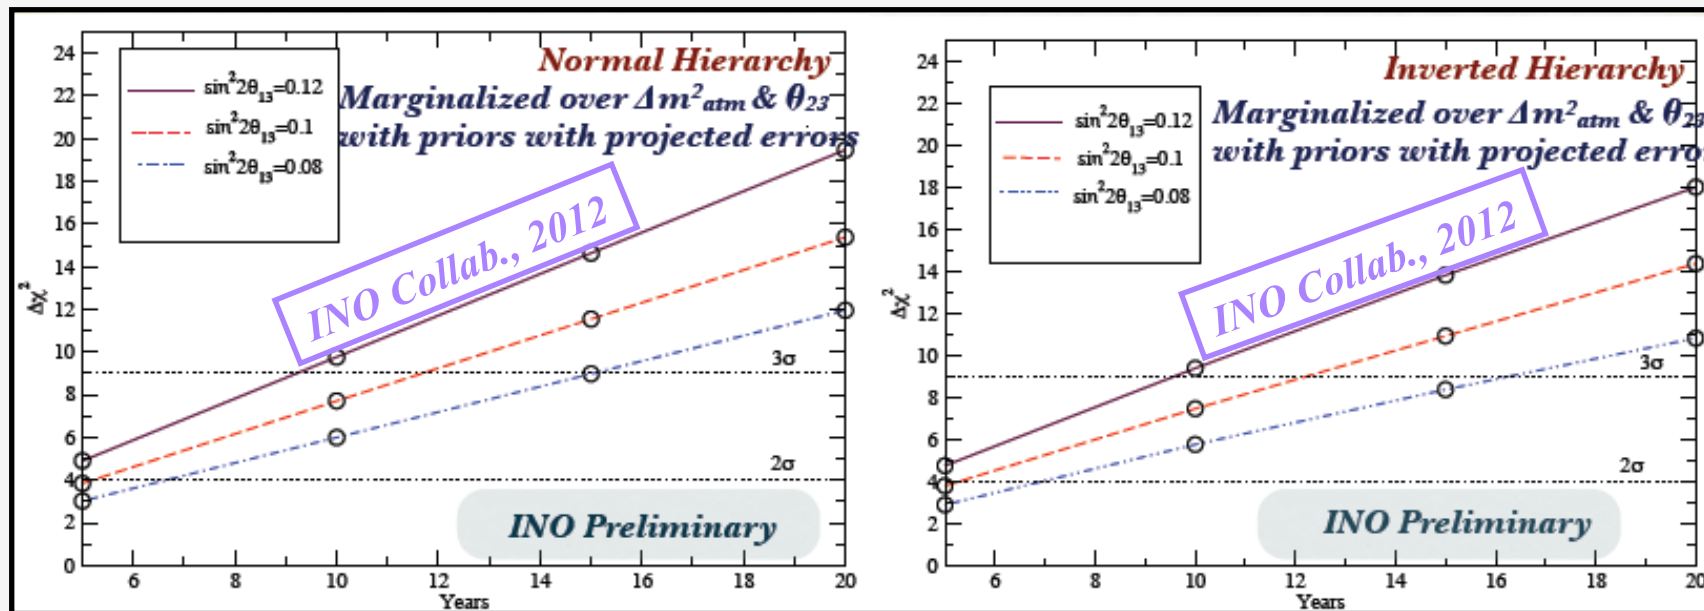 Normal Hierarchy
Marginalized over Δm²atm & θ23
with priors with projected errors
sin²2θ13=0.12
sin²2θ13=0.1
sin²2θ13=0.08
INO Collab., 2012
3σ
2σ
INO Preliminary
Δχ²
24
22
20
18
16
14
12
10
8
6
4
2
0
6 8 10 12 14 16 18 20
Years
Inverted Hierarchy
Marginalized over Δm²atm & θ23
with priors with projected erro
sin²2θ13=0.12
sin²2θ13=0.1
sin²2θ13=0.08
INO Collab., 2012
3σ
2σ
INO Preliminary
Δχ²
24
22
20
18
16
14
12
10
8
6
4
2
0
6 8 10 12 14 16 18 20
Years